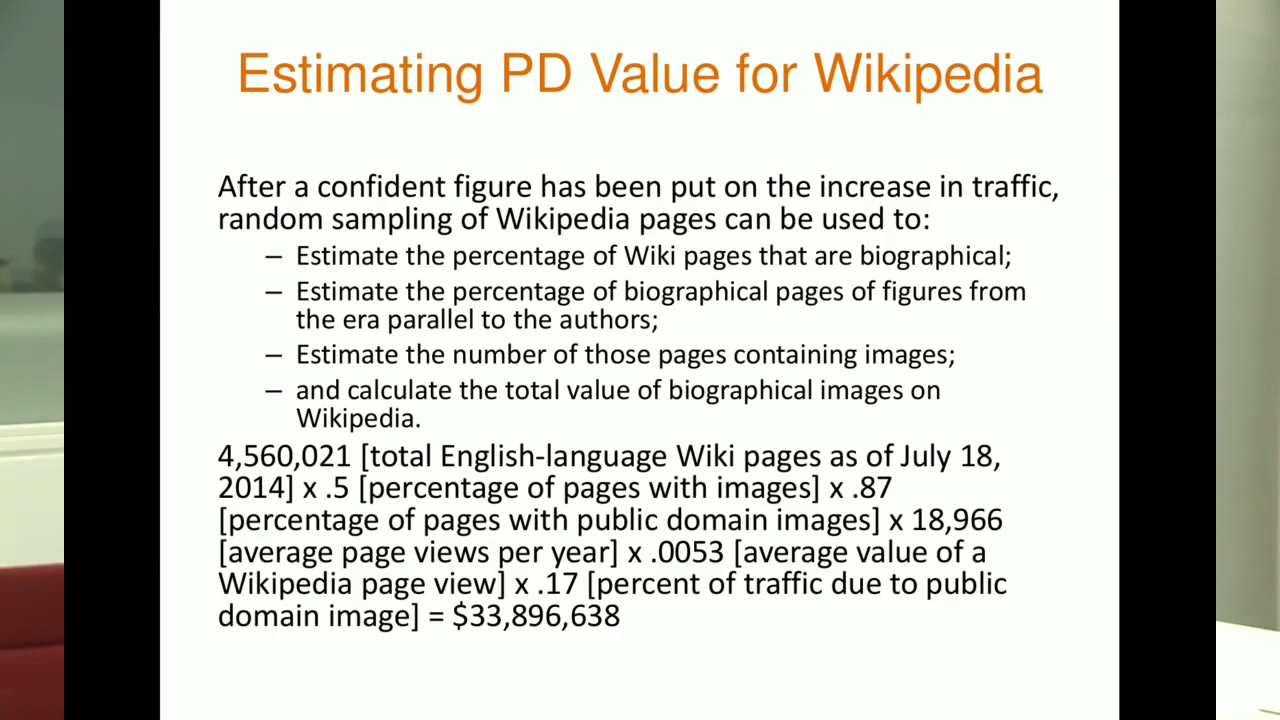 Estimating PD Value for Wikipedia
After a confident figure has been put on the increase in traffic,
random sampling of Wikipedia pages can be used to:
– Estimate the percentage of Wiki pages that are biographical;
– Estimate the percentage of biographical pages of figures from
the era parallel to the authors;
– Estimate the number of those pages containing images;
– and calculate the total value of biographical images on
Wikipedia.
4,560,021 [total English-language Wiki pages as of July 18,
2014] x .5 [percentage of pages with images] x .87
[percentage of pages with public domain images] x 18,966
[average page views per year] x .0053 [average value of a
Wikipedia page view] x .17 [percent of traffic due to public
domain image] = $33,896,638